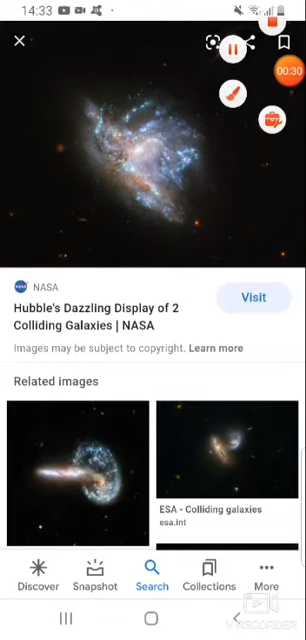 14:33
00:30
NASA
Visit
Hubble's Dazzling Display of 2
Colliding Galaxies | NASA
Images may be subject to copyright. Learn more
Related images
ESA - Colliding galaxies
esa.int
Discover
Snapshot
Search
Collections
More
VRECORDER